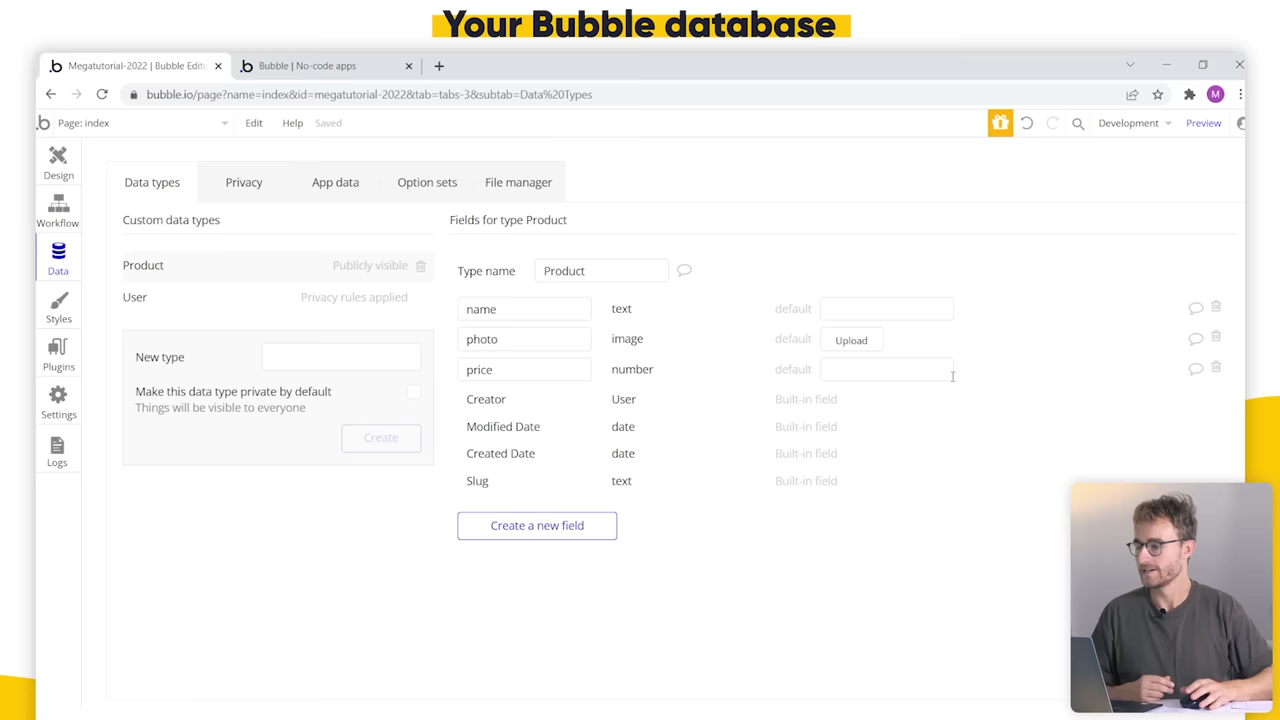 Your Bubble database
Megatutorial-2022 | Bubble Edito
Bubble | No-code apps
bubble.io/page?name=index&id=megatutorial-2022&tab=tabs-3&subtab=Data%20Types
M
Page: index
Edit
Help
Saved
Development
Preview
Design
Workflow
Data
Styles
Plugins
Settings
Logs
Data types
Privacy
App data
Option sets
File manager
Custom data types
Product
Publicly visible
User
Privacy rules applied
New type
Make this data type private by default
Things will be visible to everyone
Create
Fields for type Product
Type name
Product
name
text
default
photo
image
default
Upload
price
number
default
Creator
User
Built-in field
Modified Date
date
Built-in field
Created Date
date
Built-in field
Slug
text
Built-in field
Create a new field